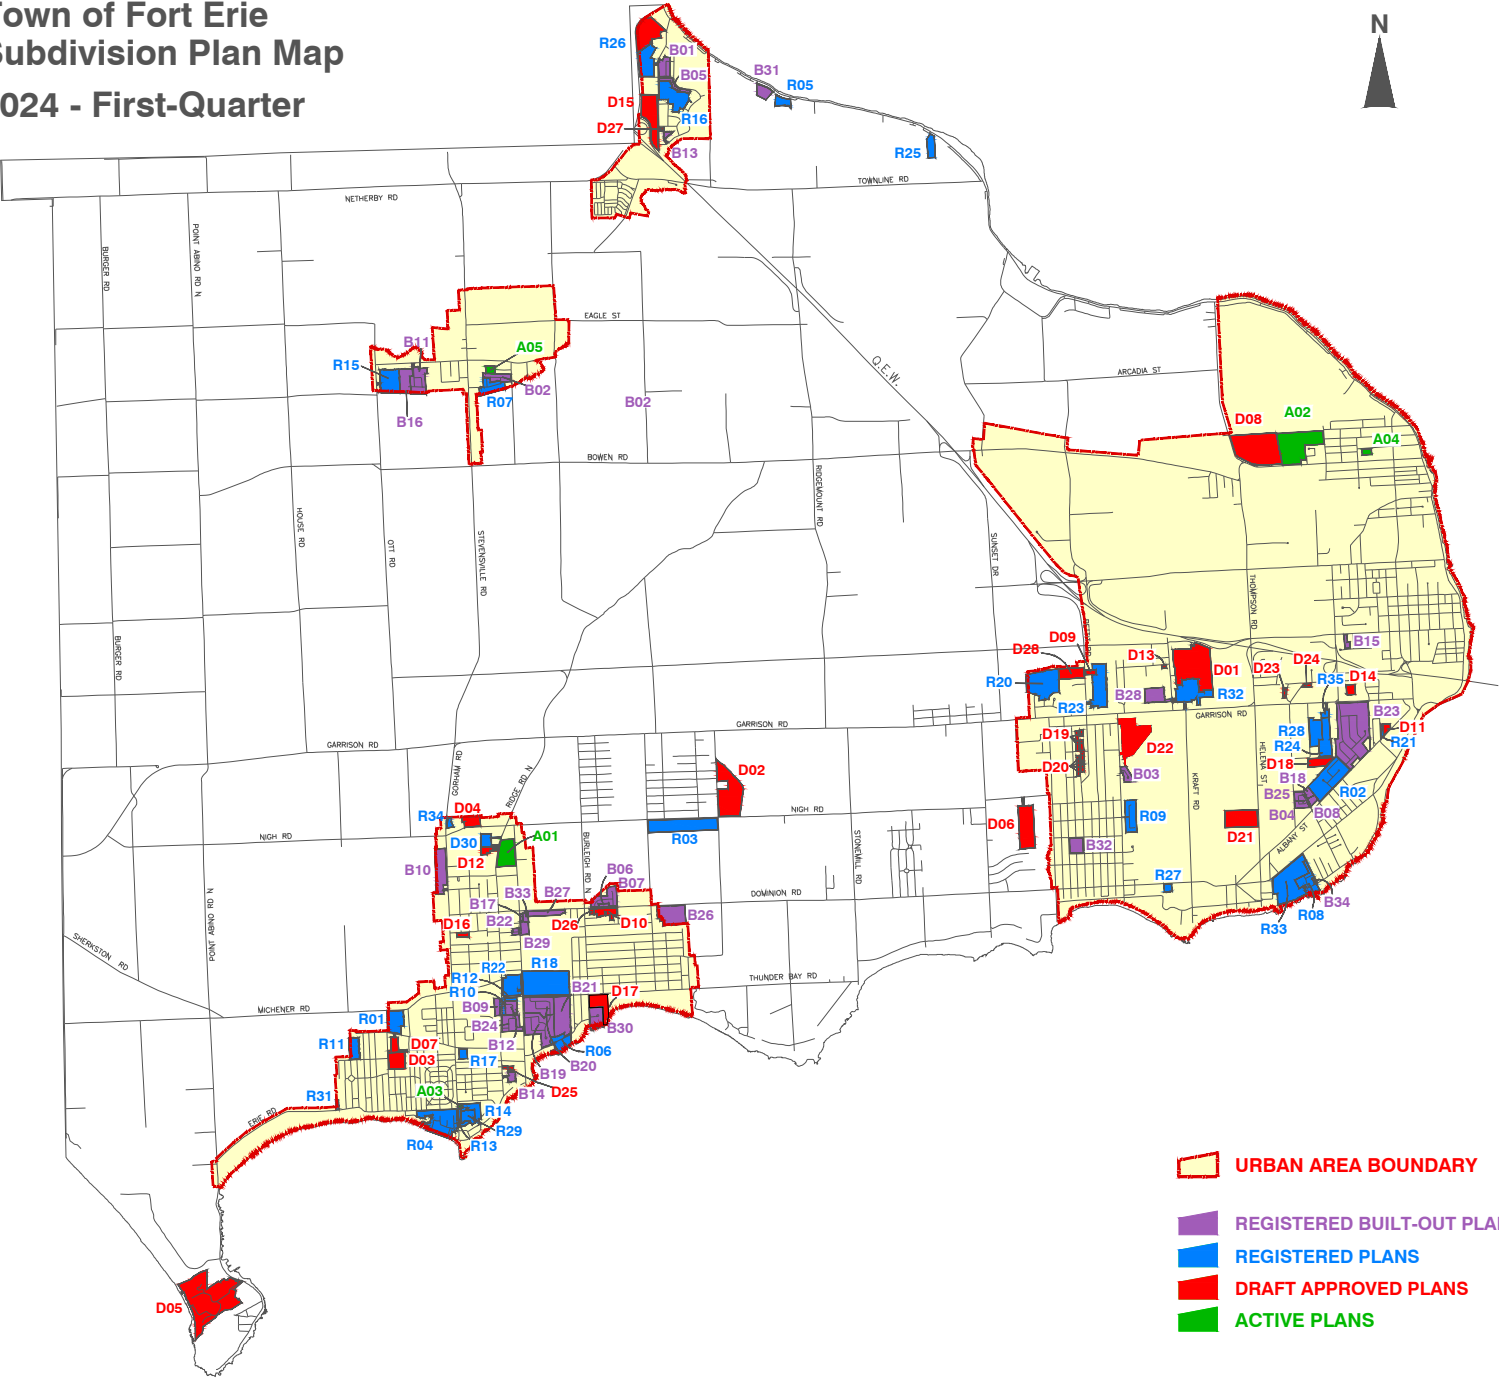 Town of Fort Erie
Subdivision Plan Map
2024 - First-Quarter
N
R26
B01
B05
B31
R05
D15
R16
D27
B13
R25
TOWNLINE RD
NETHERBY RD
BURGER RD
POINT ABINO RD N
EAGLE ST
Q.E.W.
ARCADIA ST
B11
A05
R15
B02
R07
B02
B16
D08
A02
A04
BOWEN RD
RIDGEMOUNT RD
HOUSE RD
OTT RD
STEVENSVILLE RD
SUNSET DR
THOMPSON RD
BURGER RD
B15
D09
D28
D13
D01
D24
D23
R35
D14
R20
R23
B28
R32
GARRISON RD
GARRISON RD
GARRISON RD
B23
D11
R21
R28
R24
D19
D22
D20
B03
HELENA ST
D18
B18
R02
KRAFT RD
B25
B04
B08
GORHAM RD
RIDGE RD N
D02
NIGH RD
D06
R09
D21
ALBANY ST
R34
D04
NIGH RD
D30
A01
D12
BURLEIGH RD N
R03
STONEMILL RD
B32
B10
B06
B07
B33
B27
B17
DOMINION RD
R27
B34
R08
R33
POINT ABINO RD N
D16
B22
D26
D10
B26
B29
SHERKSTON RD
R22
R18
R12
R10
B21
THUNDER BAY RD
D17
MICHENER RD
B09
R01
B24
B30
R11
D07
B12
R06
D03
R17
B20
B19
R31
A03
B14
D25
ERIE RD
R14
R29
R04
R13
URBAN AREA BOUNDARY
REGISTERED BUILT-OUT PLA
REGISTERED PLANS
DRAFT APPROVED PLANS
ACTIVE PLANS
D05